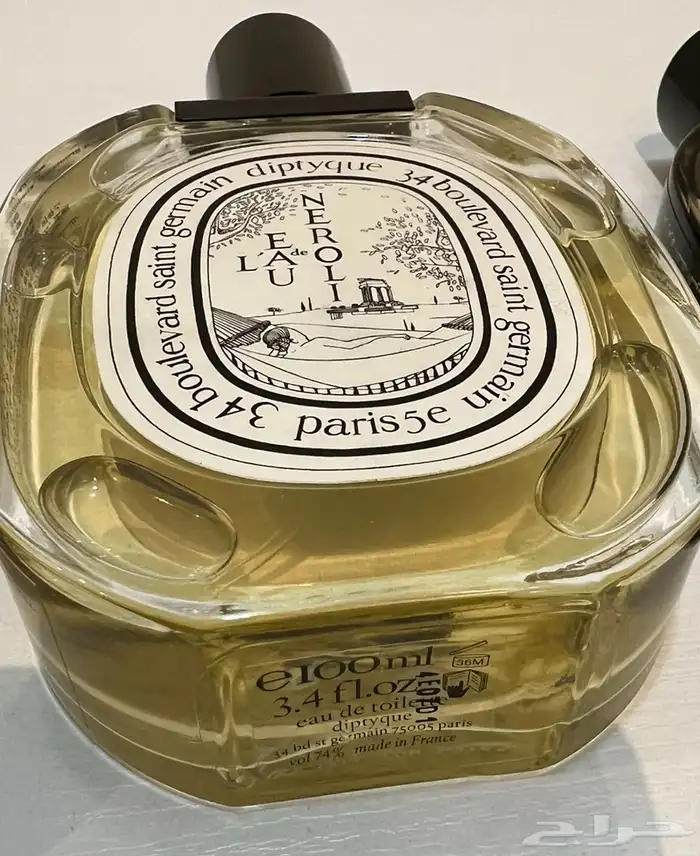 diptyque 34 boulevard saint germain paris 5e 34 boulevard saint germain
L'EAU de NEROLI
e100ml
36M
3.4 fl.oz
eau de toilette
diptyque
34 bd st germain 75005 paris
vol 74% made in France
حراج